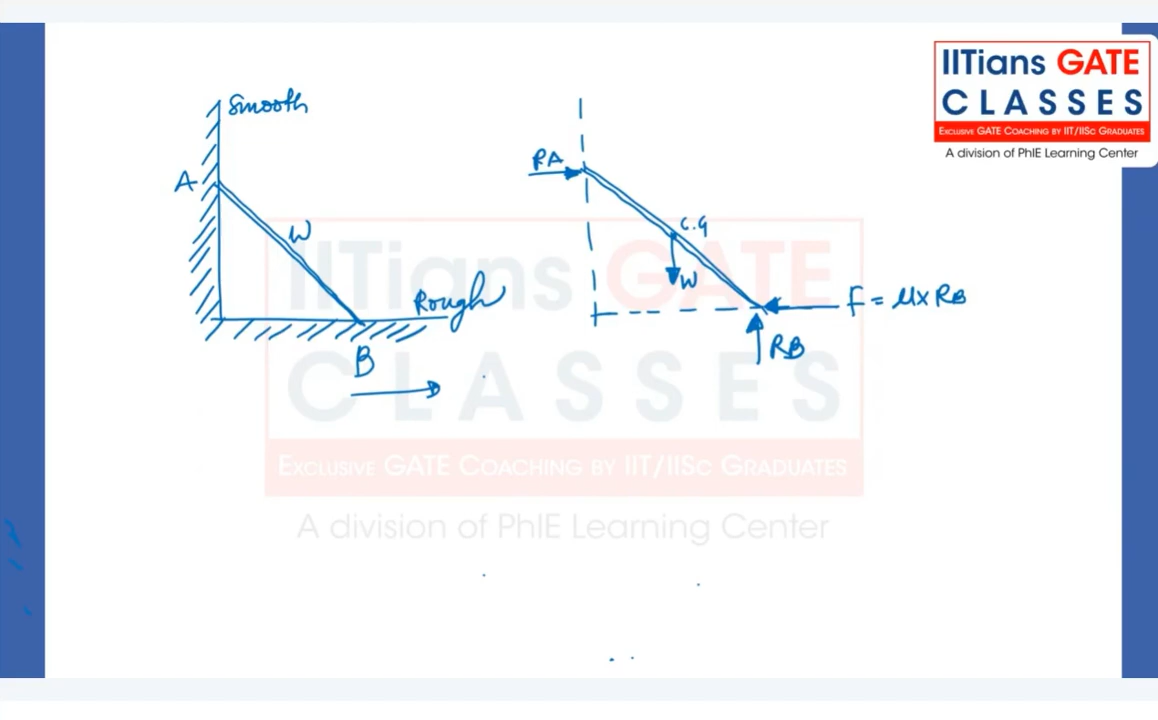 IITians GATE
CLASSES
EXCLUSIVE GATE COACHING BY IIT/IISc GRADUATES
A division of PhIE Learning Center
Smooth
A
W
Rough
B
RA
C.G
W
F = μ x RB
RB
IITians GATE
CLASSES
EXCLUSIVE GATE COACHING BY IIT/IISc GRADUATES
A division of PhIE Learning Center